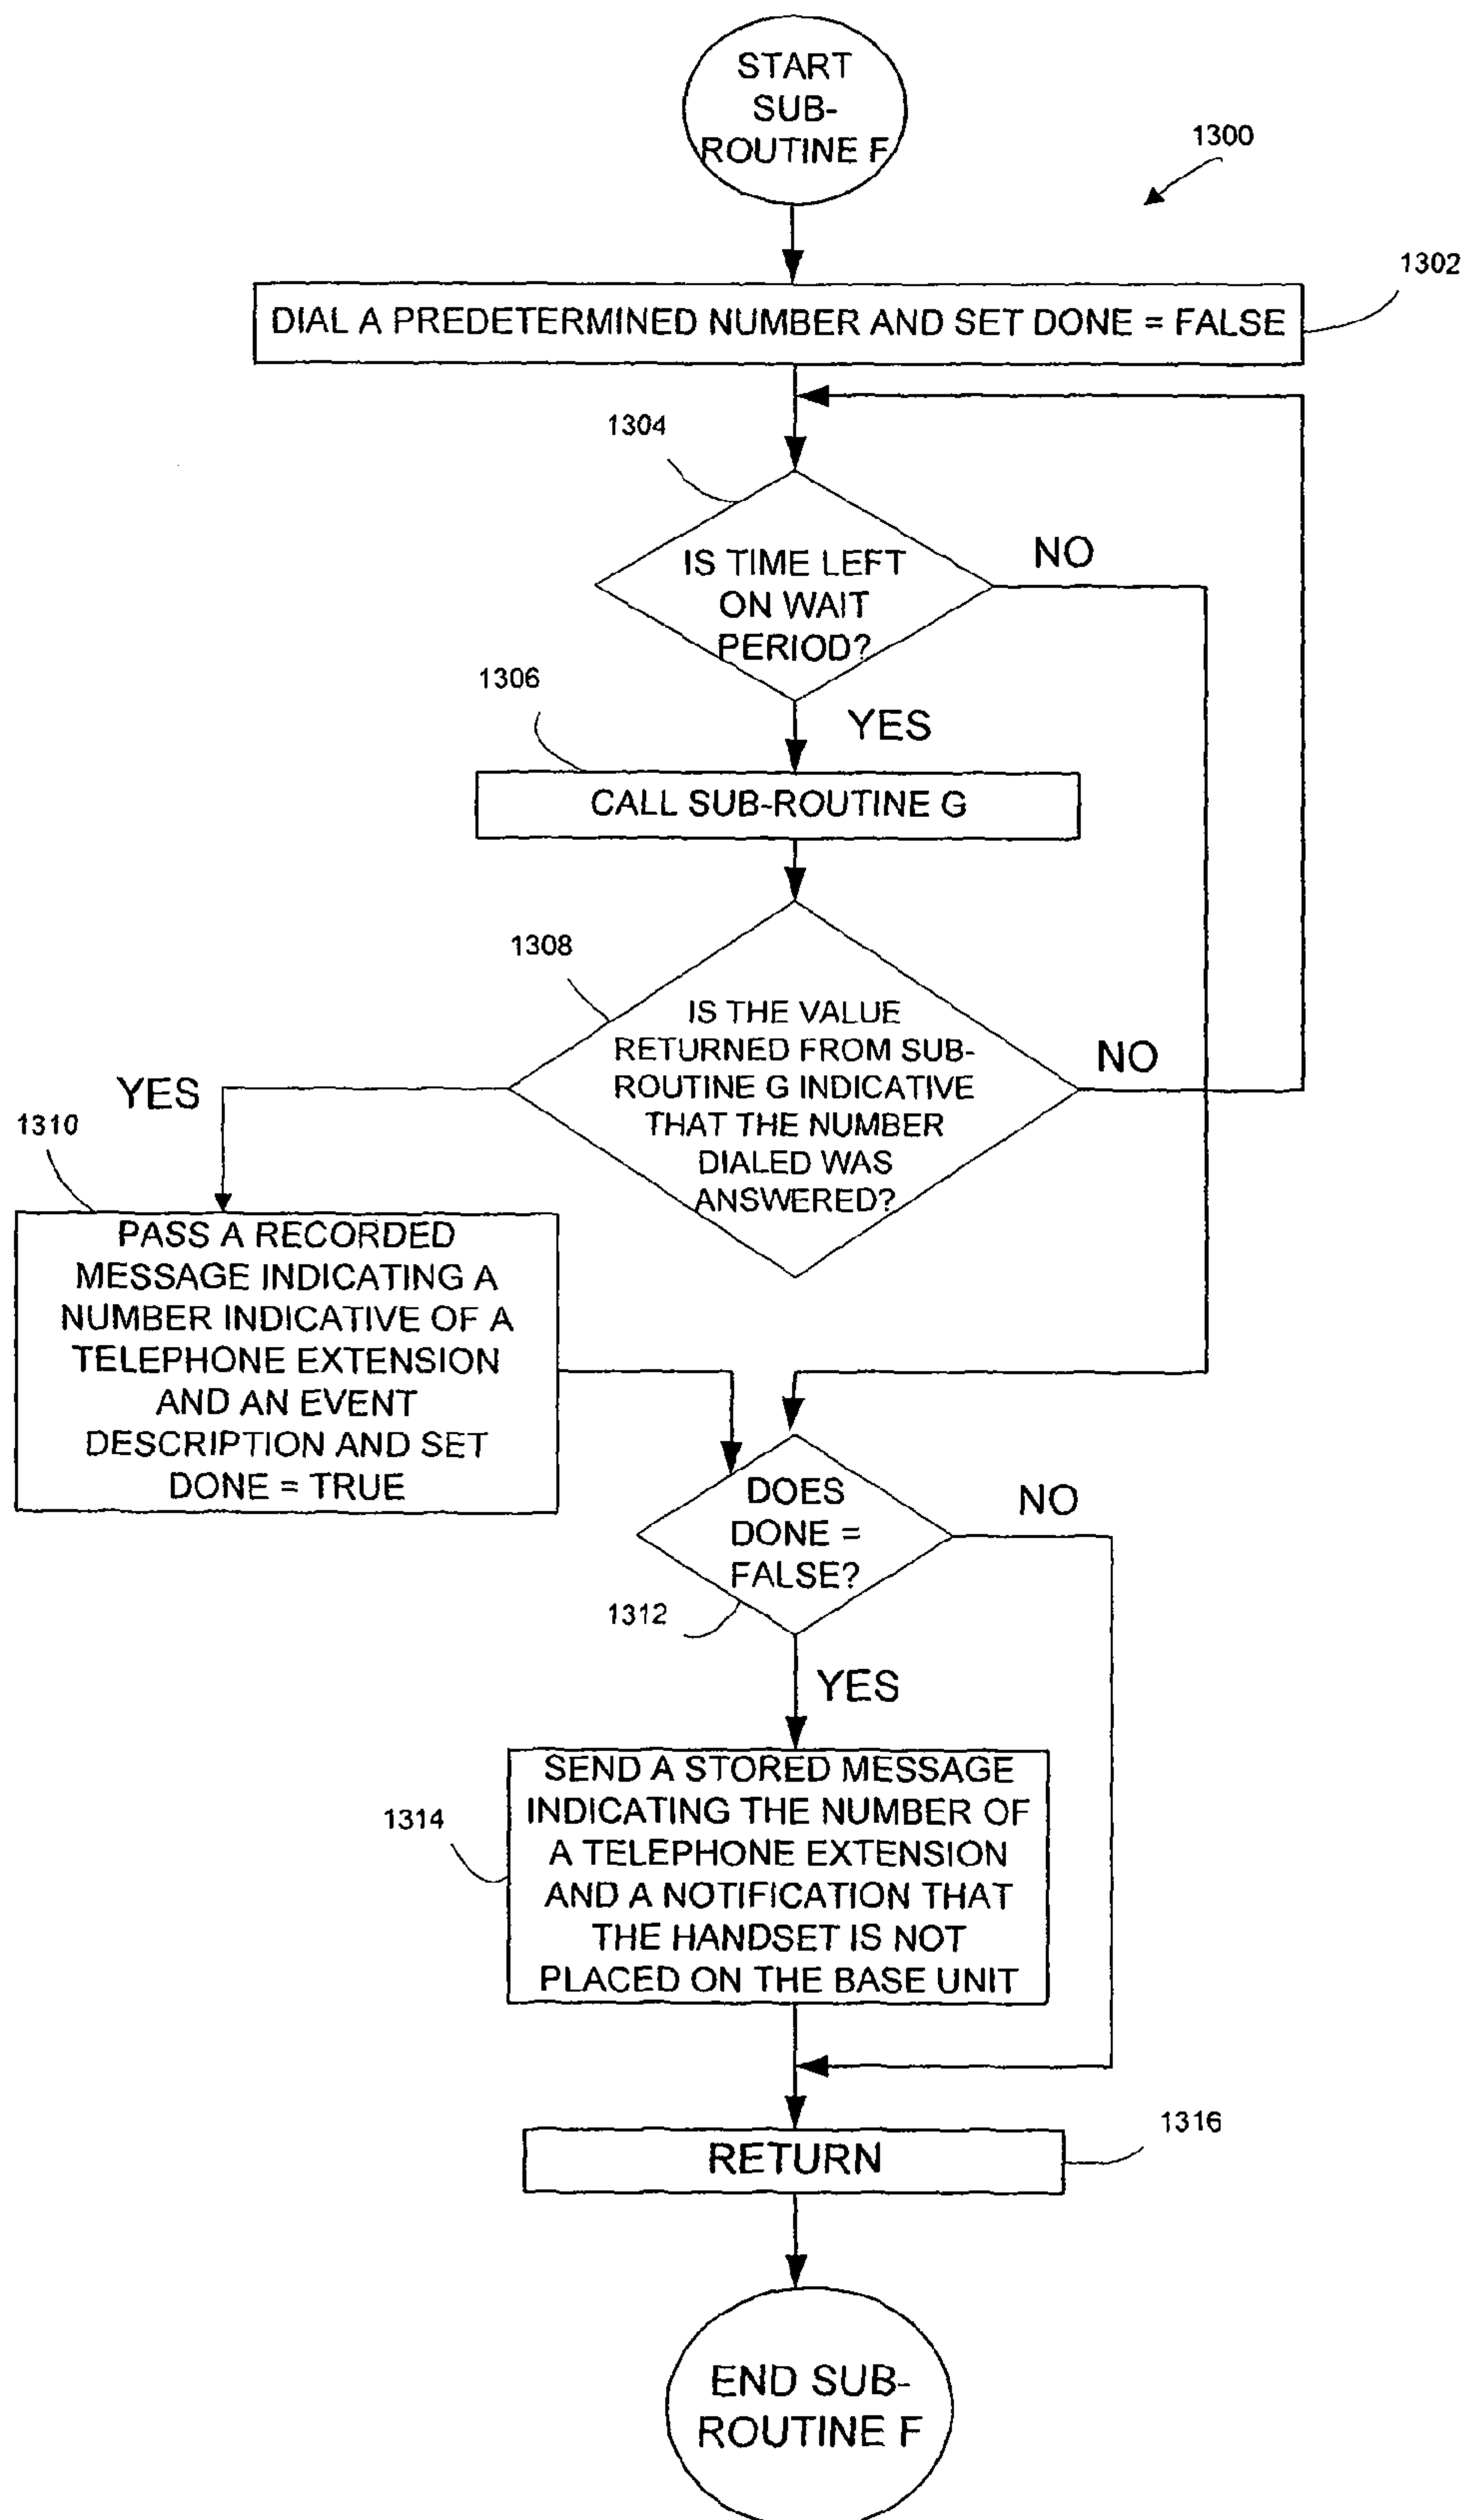 START
SUB-
ROUTINE F
1300
1302
DIAL A PREDETERMINED NUMBER AND SET DONE = FALSE
1304
IS TIME LEFT
ON WAIT
PERIOD?
NO
1306
YES
CALL SUB-ROUTINE G
1308
IS THE VALUE
RETURNED FROM SUB-
ROUTINE G INDICATIVE
THAT THE NUMBER
DIALED WAS
ANSWERED?
NO
YES
1310
PASS A RECORDED
MESSAGE INDICATING A
NUMBER INDICATIVE OF A
TELEPHONE EXTENSION
AND AN EVENT
DESCRIPTION AND SET
DONE = TRUE
DOES
DONE =
FALSE?
NO
1312
YES
1314
SEND A STORED MESSAGE
INDICATING THE NUMBER OF
A TELEPHONE EXTENSION
AND A NOTIFICATION THAT
THE HANDSET IS NOT
PLACED ON THE BASE UNIT
1316
RETURN
END SUB-
ROUTINE F